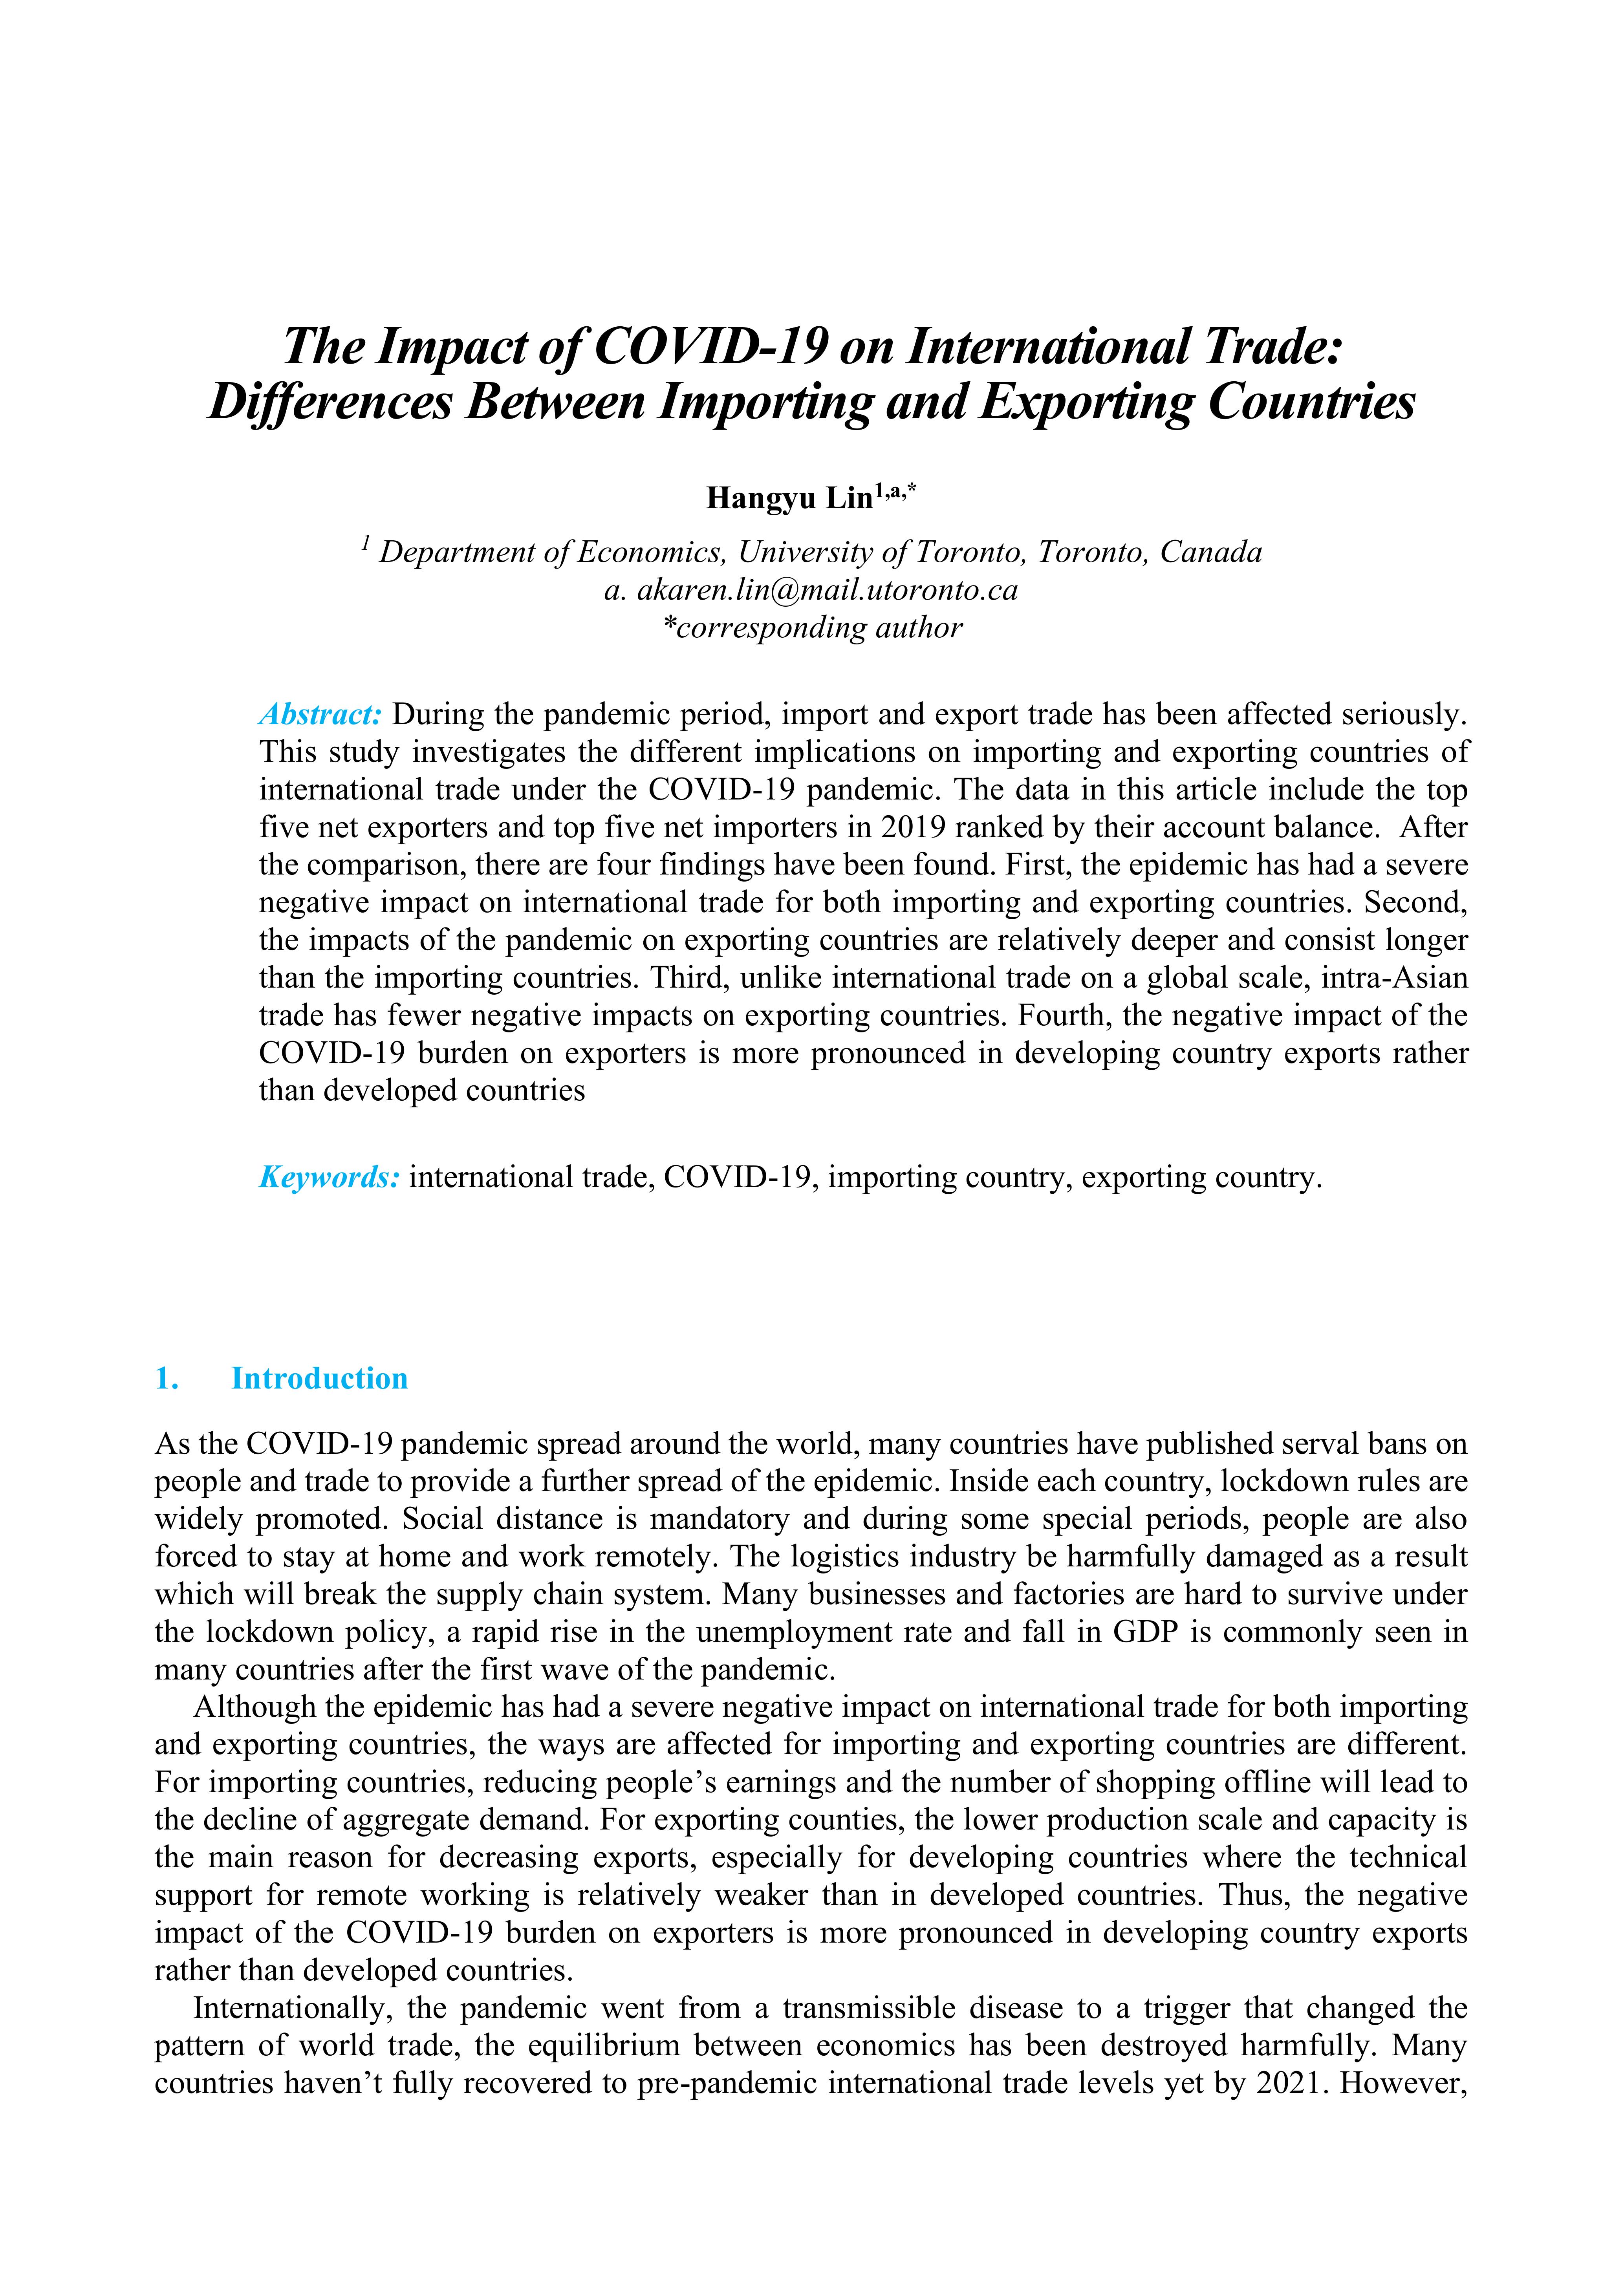 The Impact of COVID-19 on International Trade:
Differences Between Importing and Exporting Countries
Hangyu Lin1,a,*
1 Department of Economics, University of Toronto, Toronto, Canada
a. akaren.lin@mail.utoronto.ca
*corresponding author
Abstract: During the pandemic period, import and export trade has been affected seriously.
This study investigates the different implications on importing and exporting countries of
international trade under the COVID-19 pandemic. The data in this article include the top
five net exporters and top five net importers in 2019 ranked by their account balance.  After
the comparison, there are four findings have been found. First, the epidemic has had a severe
negative impact on international trade for both importing and exporting countries. Second,
the impacts of the pandemic on exporting countries are relatively deeper and consist longer
than the importing countries. Third, unlike international trade on a global scale, intra-Asian
trade has fewer negative impacts on exporting countries. Fourth, the negative impact of the
COVID-19 burden on exporters is more pronounced in developing country exports rather
than developed countries
Keywords: international trade, COVID-19, importing country, exporting country.
1. Introduction
As the COVID-19 pandemic spread around the world, many countries have published serval bans on
people and trade to provide a further spread of the epidemic. Inside each country, lockdown rules are
widely promoted. Social distance is mandatory and during some special periods, people are also
forced to stay at home and work remotely. The logistics industry be harmfully damaged as a result
which will break the supply chain system. Many businesses and factories are hard to survive under
the lockdown policy, a rapid rise in the unemployment rate and fall in GDP is commonly seen in
many countries after the first wave of the pandemic.
Although the epidemic has had a severe negative impact on international trade for both importing
and exporting countries, the ways are affected for importing and exporting countries are different.
For importing countries, reducing people’s earnings and the number of shopping offline will lead to
the decline of aggregate demand. For exporting counties, the lower production scale and capacity is
the main reason for decreasing exports, especially for developing countries where the technical
support for remote working is relatively weaker than in developed countries. Thus, the negative
impact of the COVID-19 burden on exporters is more pronounced in developing country exports
rather than developed countries.
Internationally, the pandemic went from a transmissible disease to a trigger that changed the
pattern of world trade, the equilibrium between economics has been destroyed harmfully. Many
countries haven’t fully recovered to pre-pandemic international trade levels yet by 2021. However,